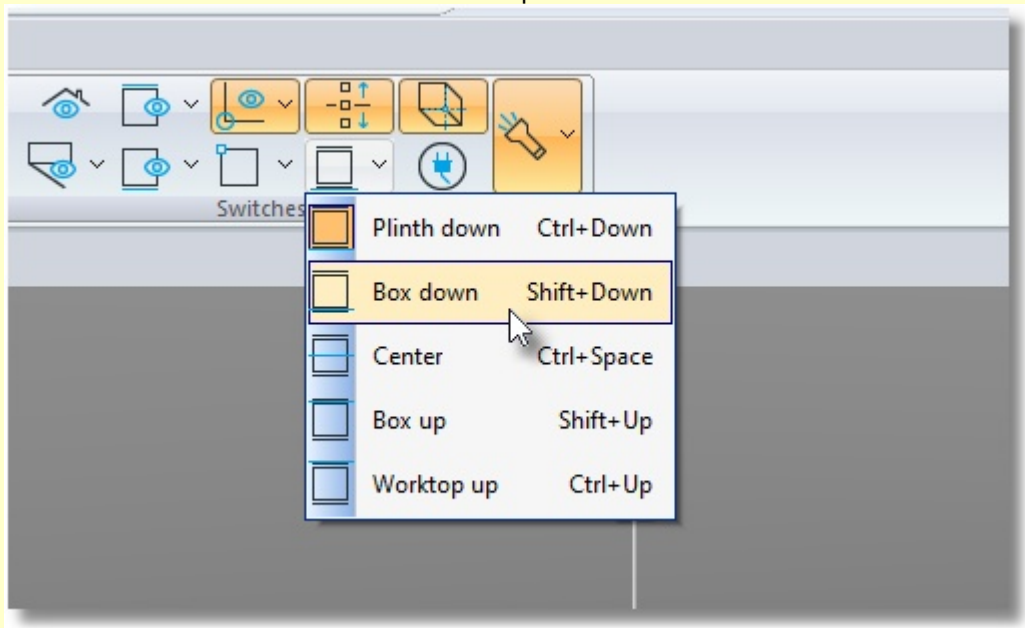 Switches
Plinth down Ctrl+Down
Box down Shift+Down
Center Ctrl+Space
Box up Shift+Up
Worktop up Ctrl+Up